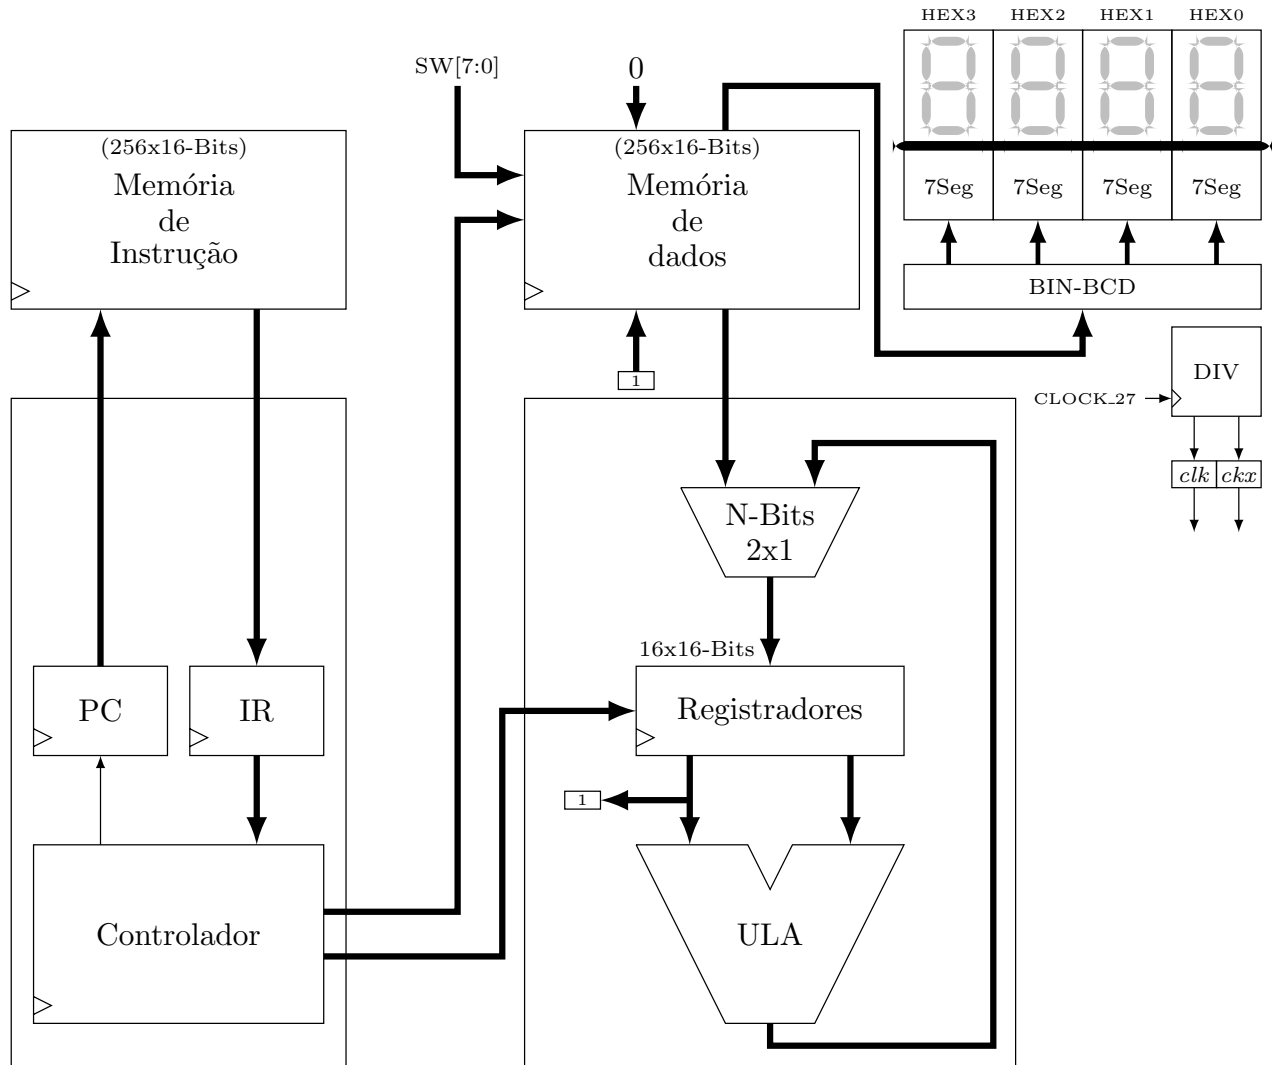 HEX3 HEX2 HEX1 HEX0
SW[7:0]
0
(256x16-Bits)
Memória
de
Instrução
(256x16-Bits)
Memória
de
dados
7Seg 7Seg 7Seg 7Seg
BIN-BCD
1
DIV
CLOCK_27
clk ckx
N-Bits
2x1
16x16-Bits
PC
IR
Registradores
1
Controlador
ULA